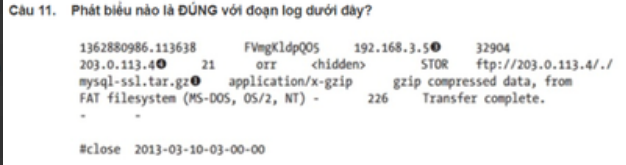 Câu 11. Phát biểu nào là ĐÚNG với đoạn log dưới đây?
1362880986.113638 FVmgKldpQO5 192.168.3.5❶ 32904
203.0.113.4❷ 21 orr <hidden> STOR ftp://203.0.113.4/./
mysql-ssl.tar.gz❸ application/x-gzip gzip compressed data, from
FAT filesystem (MS-DOS, OS/2, NT) - 226 Transfer complete.
- -
#close 2013-03-10-03-00-00